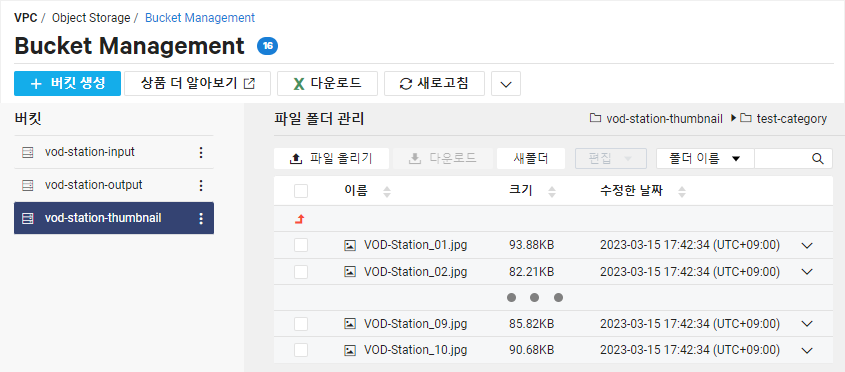 VPC / Object Storage / Bucket Management
Bucket Management 16
+ 버킷 생성 상품 더 알아보기 다운로드 새로고침
버킷
vod-station-input
vod-station-output
vod-station-thumbnail
파일 폴더 관리 vod-station-thumbnail test-category
파일 올리기 다운로드 새폴더 편집 폴더 이름
이름 크기 수정한 날짜
VOD-Station_01.jpg 93.88KB 2023-03-15 17:42:34 (UTC+09:00)
VOD-Station_02.jpg 82.21KB 2023-03-15 17:42:34 (UTC+09:00)
VOD-Station_09.jpg 85.82KB 2023-03-15 17:42:34 (UTC+09:00)
VOD-Station_10.jpg 90.68KB 2023-03-15 17:42:34 (UTC+09:00)